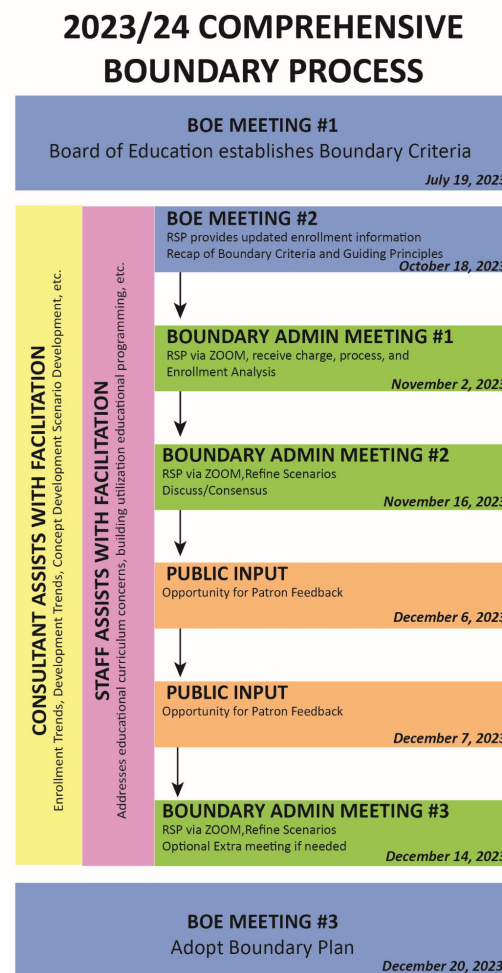 2023/24 COMPREHENSIVE
BOUNDARY PROCESS
BOE MEETING #1
Board of Education establishes Boundary Criteria
July 19, 2023
CONSULTANT ASSISTS WITH FACILITATION
Enrollment Trends, Development Trends, Concept Development Scenario Development, etc.
STAFF ASSISTS WITH FACILITATION
Addresses educational curriculum concerns, building utilization educational programming, etc.
BOE MEETING #2
RSP provides updated enrollment information
Recap of Boundary Criteria and Guiding Principles
October 18, 2023
BOUNDARY ADMIN MEETING #1
RSP via ZOOM, receive charge, process, and
Enrollment Analysis
November 2, 2023
BOUNDARY ADMIN MEETING #2
RSP via ZOOM,Refine Scenarios
Discuss/Consensus
November 16, 2023
PUBLIC INPUT
Opportunity for Patron Feedback
December 6, 2023
PUBLIC INPUT
Opportunity for Patron Feedback
December 7, 2023
BOUNDARY ADMIN MEETING #3
RSP via ZOOM,Refine Scenarios
Optional Extra meeting if needed
December 14, 2023
BOE MEETING #3
Adopt Boundary Plan
December 20, 2023